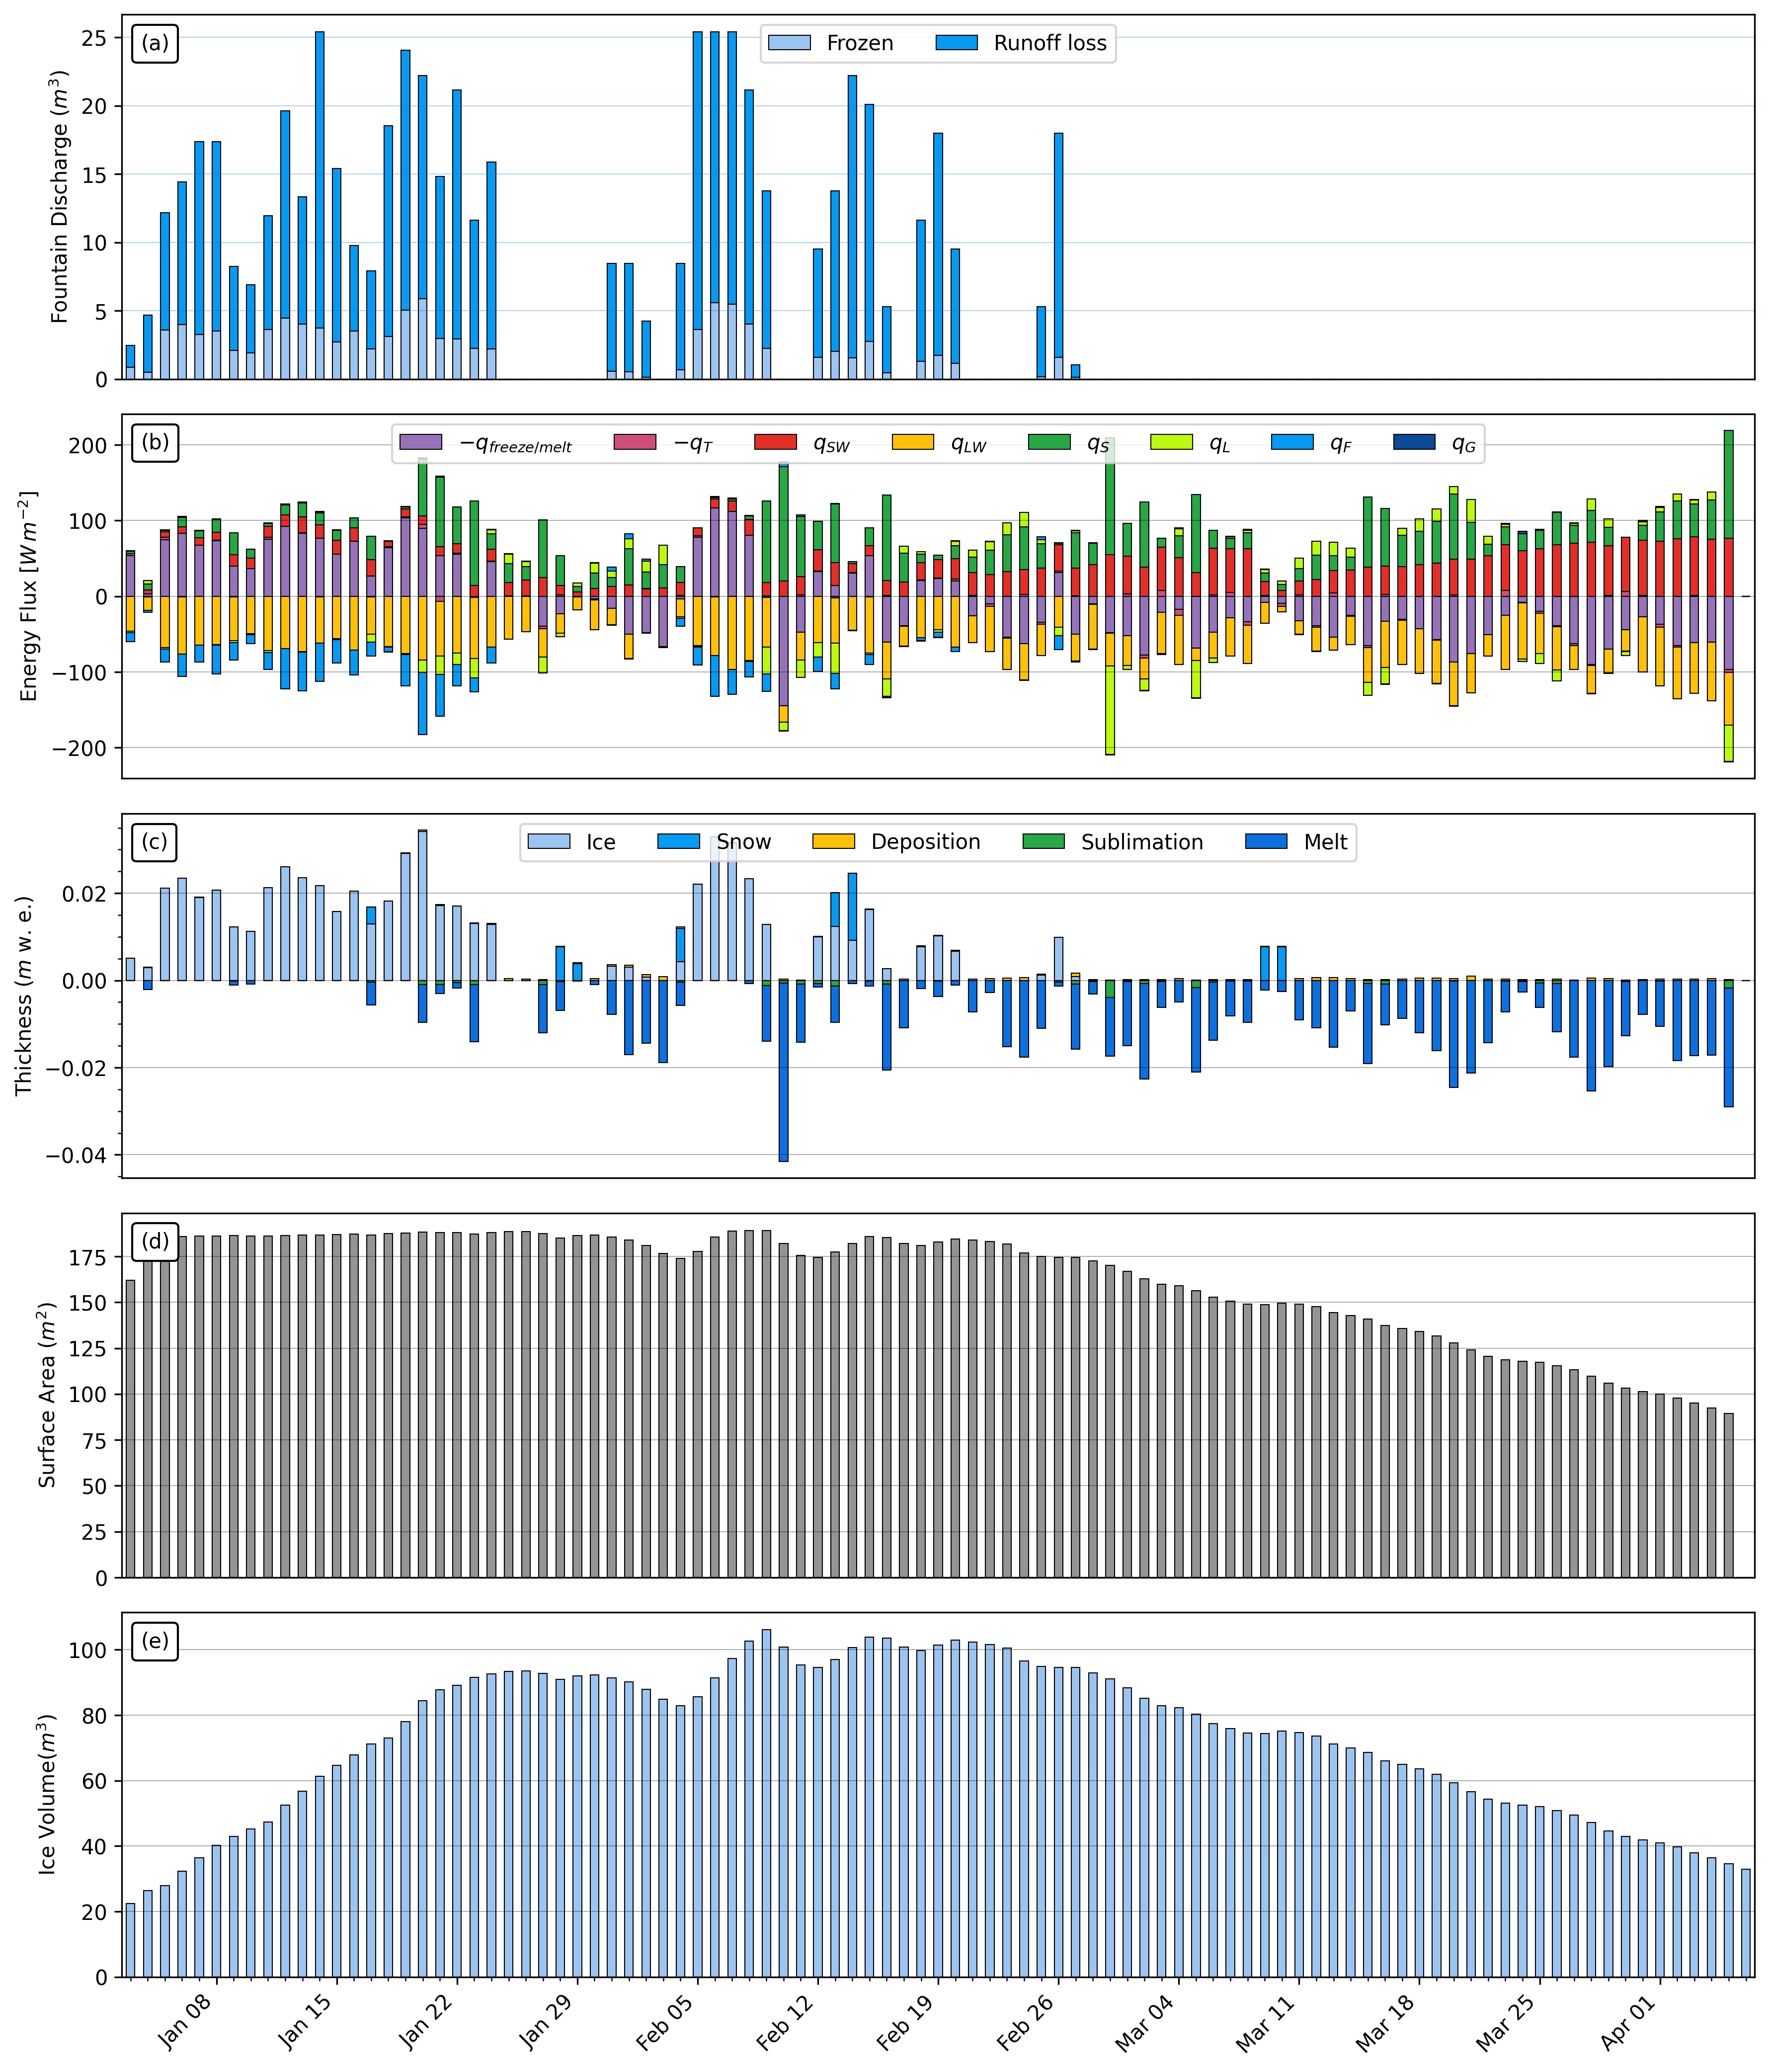 (a)
Frozen Runoff loss
Fountain Discharge (m³)
25
20
15
10
5
0
(b)
−q_freeze/melt −q_T q_SW q_LW q_S q_L q_F q_G
Energy Flux [W m⁻²]
200
100
0
−100
−200
(c)
Ice Snow Deposition Sublimation Melt
Thickness (m w. e.)
0.02
0.00
−0.02
−0.04
(d)
Surface Area (m²)
175
150
125
100
75
50
25
0
(e)
Ice Volume(m³)
100
80
60
40
20
0
Jan 08 Jan 15 Jan 22 Jan 29 Feb 05 Feb 12 Feb 19 Feb 26 Mar 04 Mar 11 Mar 18 Mar 25 Apr 01